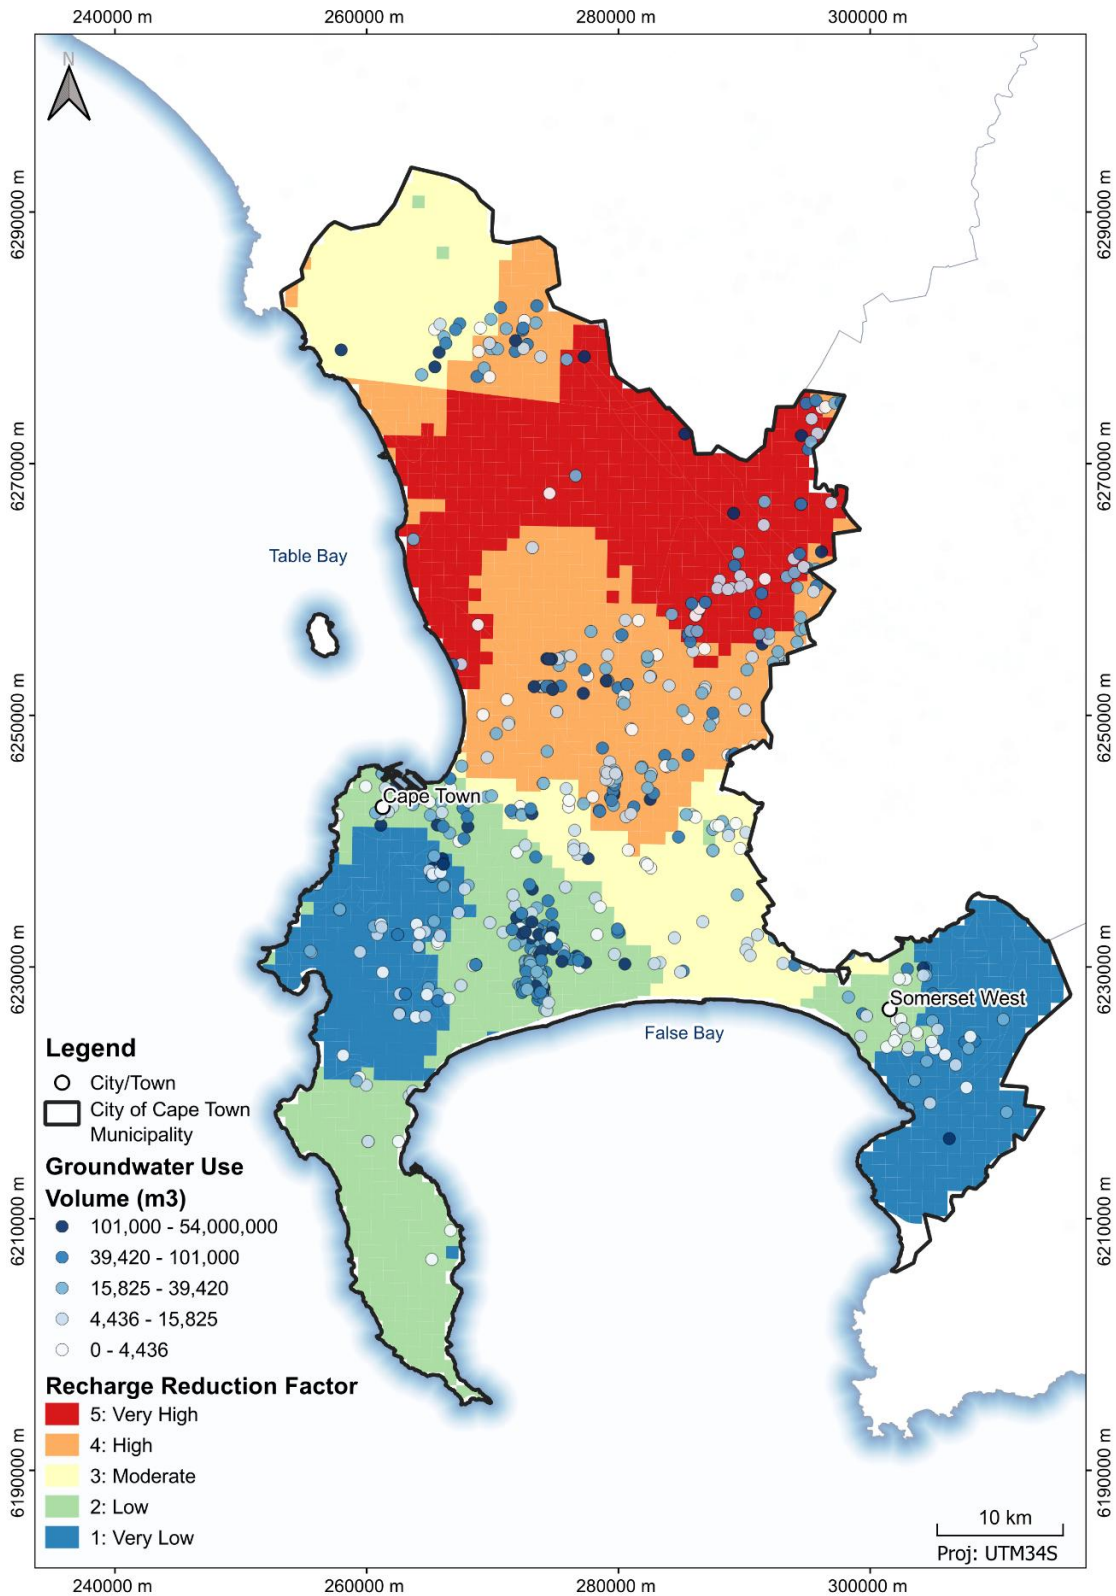 240000 m 260000 m 280000 m 300000 m
N
6290000 m 6290000 m
6270000 m 6270000 m
Table Bay
6250000 m 6250000 m
Cape Town
6230000 m 6230000 m
Somerset West
False Bay
Legend
City/Town
City of Cape Town
Municipality
Groundwater Use
Volume (m3)
101,000 - 54,000,000
39,420 - 101,000
15,825 - 39,420
4,436 - 15,825
0 - 4,436
6210000 m 6210000 m
Recharge Reduction Factor
5: Very High
4: High
3: Moderate
2: Low
1: Very Low
6190000 m 6190000 m
10 km
Proj: UTM34S
240000 m 260000 m 280000 m 300000 m